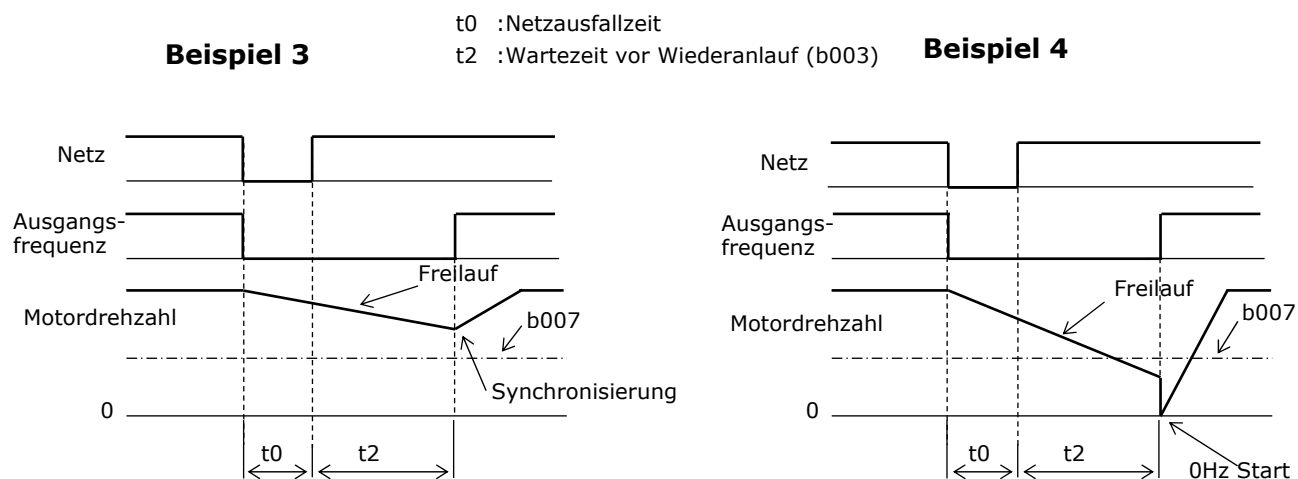 t0 :Netzausfallzeit
t2 :Wartezeit vor Wiederanlauf (b003)
Beispiel 3
Netz
Ausgangs-
frequenz
Freilauf
Motordrehzahl
b007
Synchronisierung
0
t0
t2
Beispiel 4
Netz
Ausgangs-
frequenz
Freilauf
Motordrehzahl
b007
0
t0
t2
0Hz Start